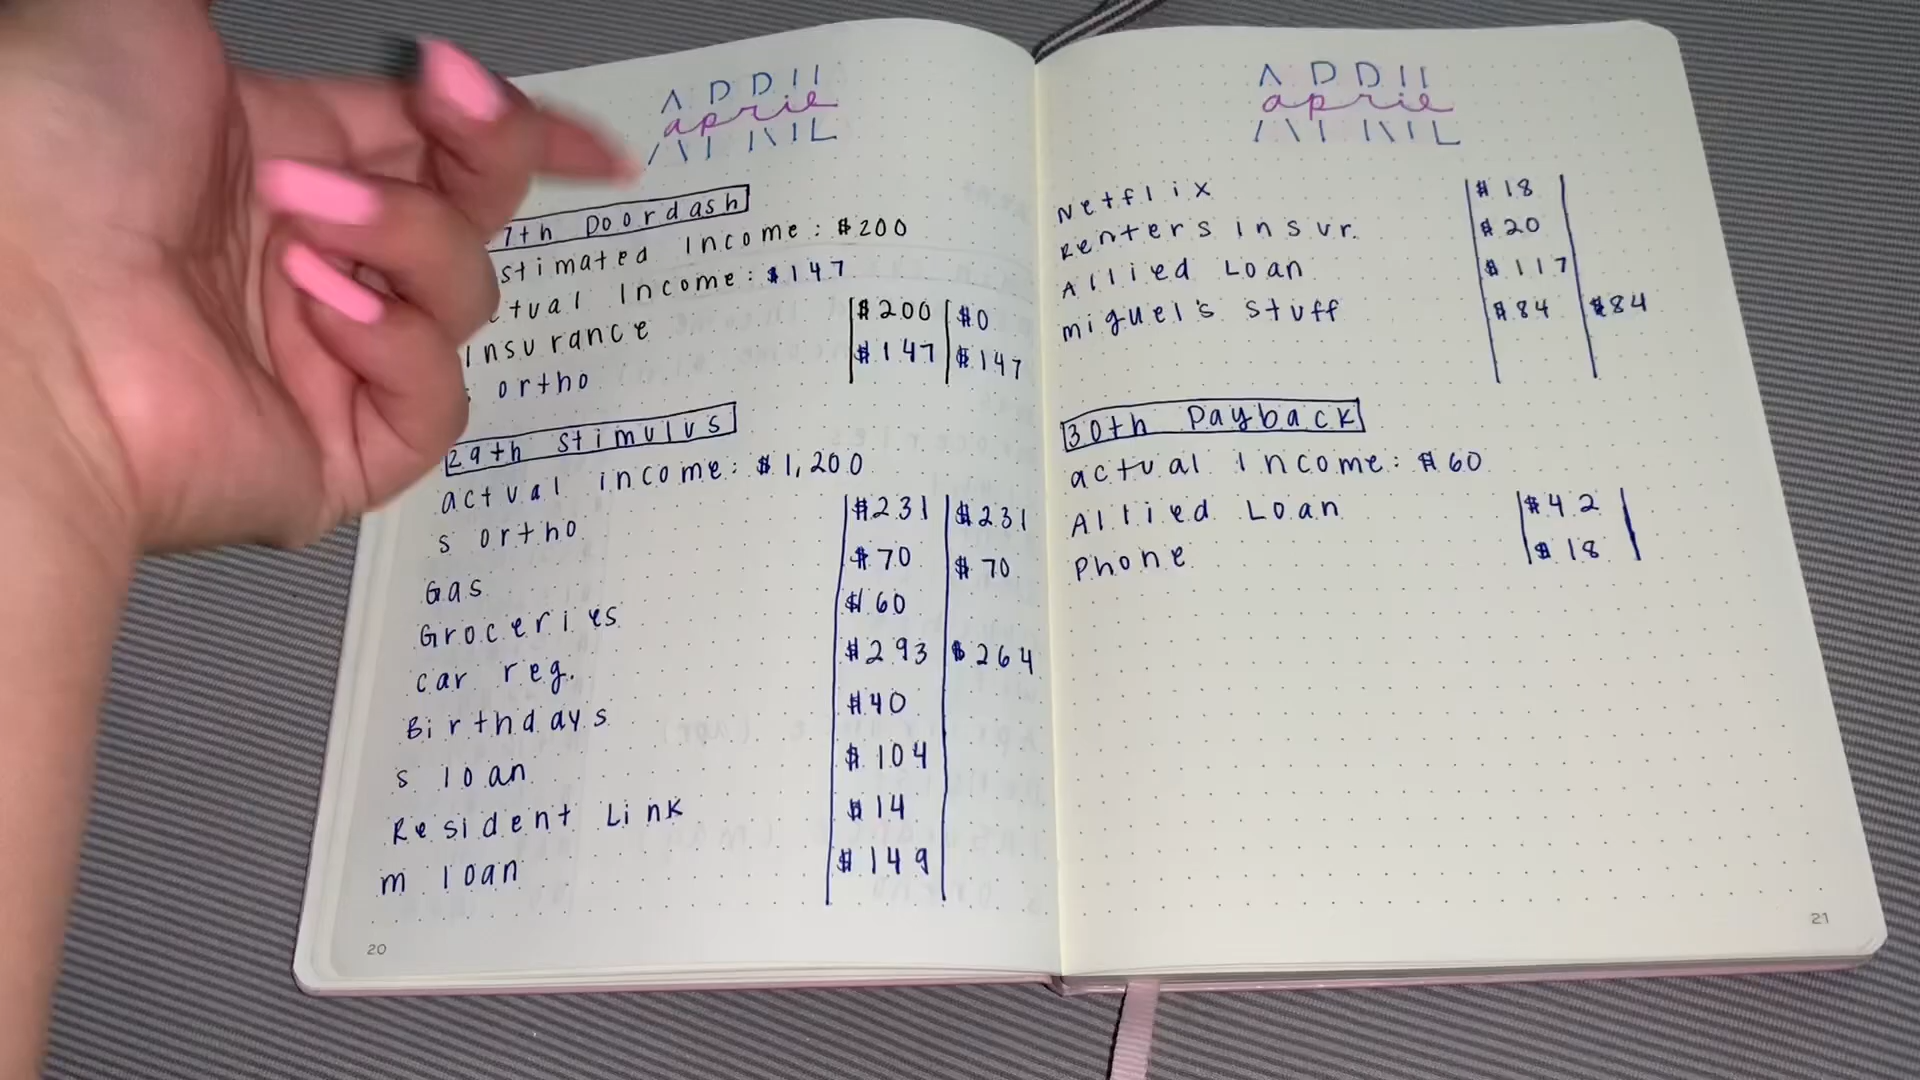 APRIL
april
7th Doordash
stimated Income: $200
ctual Income: $147
Insurance $200 $0
s ortho $147 $147
29th Stimulus
actual income: $1,200
s ortho $231 $231
Gas $70 $70
Groceries $60
car reg. $293 $264
Birthdays $40
s loan $104
Resident Link $14
m loan $149
20
APRIL
april
Netflix $18
Renters insur. $20
Allied Loan $117
miguel's stuff $84 $84
30th Payback
actual Income: $60
Allied Loan $42
Phone $18
21